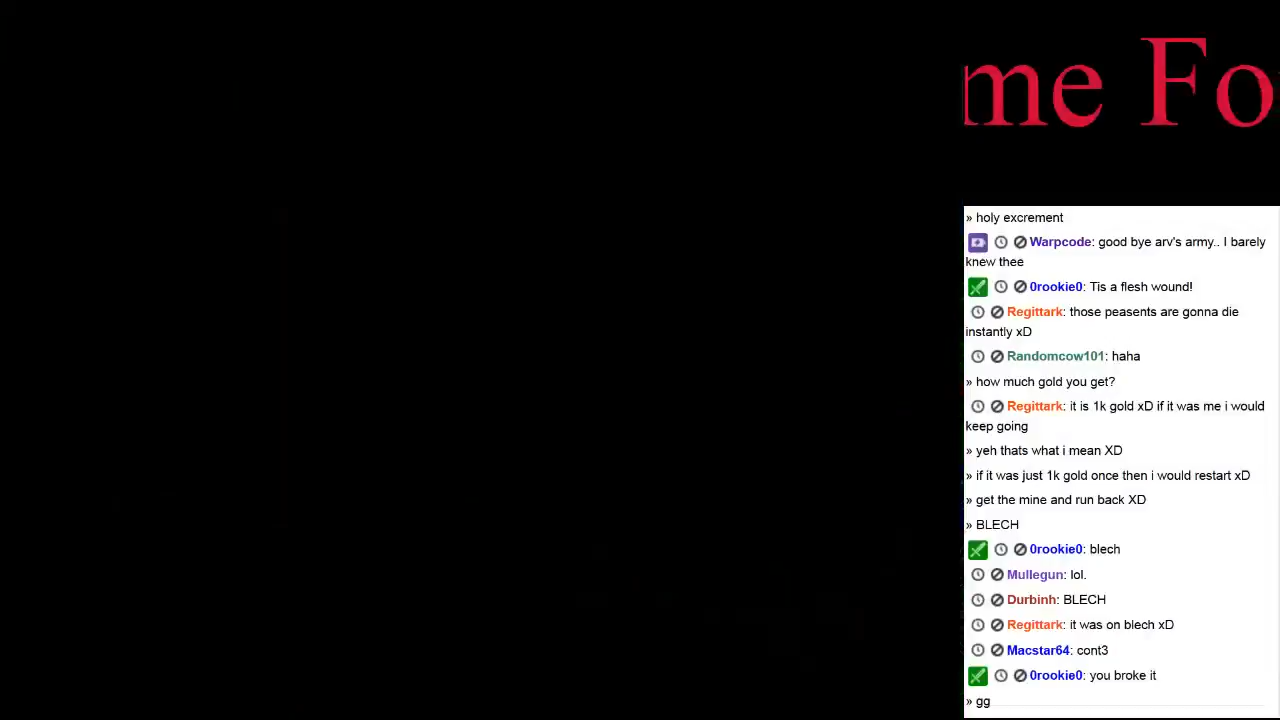 me Fo
» holy excrement
Warpcode: good bye arv's army.. I barely
knew thee
0rookie0: Tis a flesh wound!
Regittark: those peasents are gonna die
instantly xD
Randomcow101: haha
» how much gold you get?
Regittark: it is 1k gold xD if it was me i would
keep going
» yeh thats what i mean XD
» if it was just 1k gold once then i would restart xD
» get the mine and run back XD
» BLECH
0rookie0: blech
Mullegun: lol.
Durbinh: BLECH
Regittark: it was on blech xD
Macstar64: cont3
0rookie0: you broke it
» gg